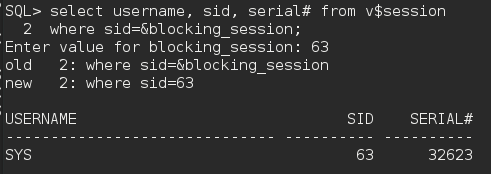 SQL> select username, sid, serial# from v$session
  2  where sid=&blocking_session;
Enter value for blocking_session: 63
old   2: where sid=&blocking_session
new   2: where sid=63
USERNAME                              SID    SERIAL#
------------------------------ ---------- ----------
SYS                                    63      32623